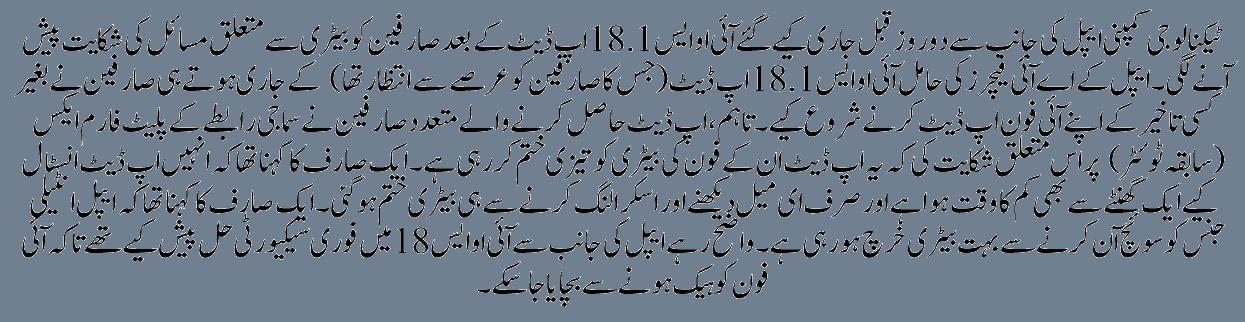 ٹیکنالوجی کمپنی ایپل کی جانب سے دو روز قبل جاری کیے گئے آئی او ایس 18.1 اپ ڈیٹ کے بعد صارفین کو بیٹری سے متعلق مسائل کی شکایت پیش
آنے لگی۔ ایپل کے اے آئی فیچرز کی حامل آئی او ایس 18.1 اپ ڈیٹ (جس کا صارفین کو عرصے سے انتظار تھا) کے جاری ہوتے ہی صارفین نے بغیر
کسی تاخیر کے اپنے آئی فون اپ ڈیٹ کرنے شروع کیے۔ تاہم، اپ ڈیٹ حاصل کرنے والے متعدد صارفین نے سماجی رابطے کے پلیٹ فارم ایکس
(سابقہ ٹوئٹر) پر اس متعلق شکایت کی کہ یہ اپ ڈیٹ ان کے فون کی بیٹری کو تیزی ختم کر رہی ہے۔ ایک صارف کا کہنا تھا کہ انہیں اپ ڈیٹ انسٹال
کیے ایک گھنٹے سے بھی کم کا وقت ہوا ہے اور صرف ای میل دیکھنے اور اسکرالنگ کرنے سے ہی بیٹری ختم ہو گئی۔ ایک صارف کا کہنا تھا کہ ایپل انٹیلی
جنس کو سوئچ آن کرنے سے بہت بیٹری خرچ ہو رہی ہے۔ واضح رہے ایپل کی جانب سے آئی او ایس 18 میں فوری سیکیورٹی حل پیش کیے تھے تاکہ آئی
فون کو ہیک ہونے سے بچایا جا سکے۔